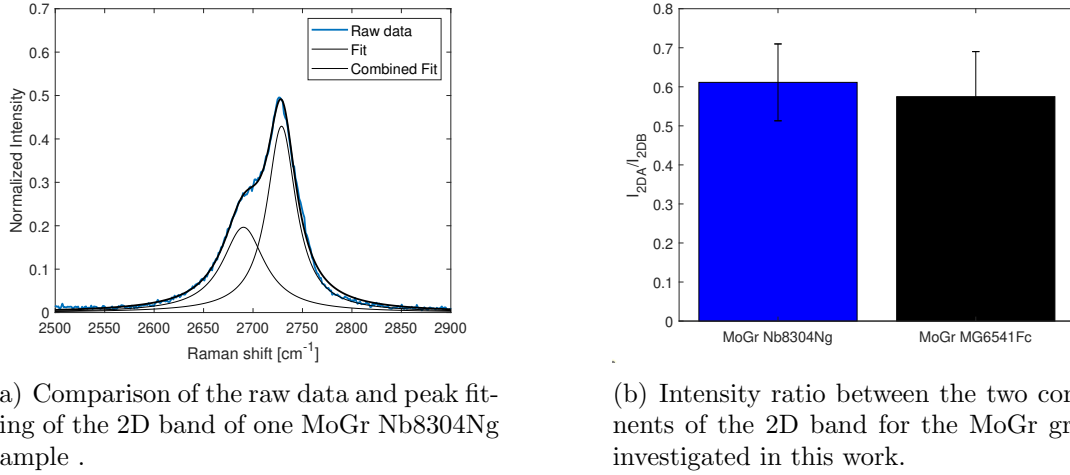 0.7
0.6
0.5
0.4
0.3
0.2
0.1
0
Normalized Intensity
Raw data
Fit
Combined Fit
2500 2550 2600 2650 2700 2750 2800 2850 2900
Raman shift [cm-1]
a) Comparison of the raw data and peak fit-
ing of the 2D band of one MoGr Nb8304Ng
ample .
0.8
0.7
0.6
0.5
0.4
0.3
0.2
0.1
0
I2DA/I2DB
MoGr Nb8304Ng MoGr MG6541Fc
(b) Intensity ratio between the two com
nents of the 2D band for the MoGr gr
investigated in this work.